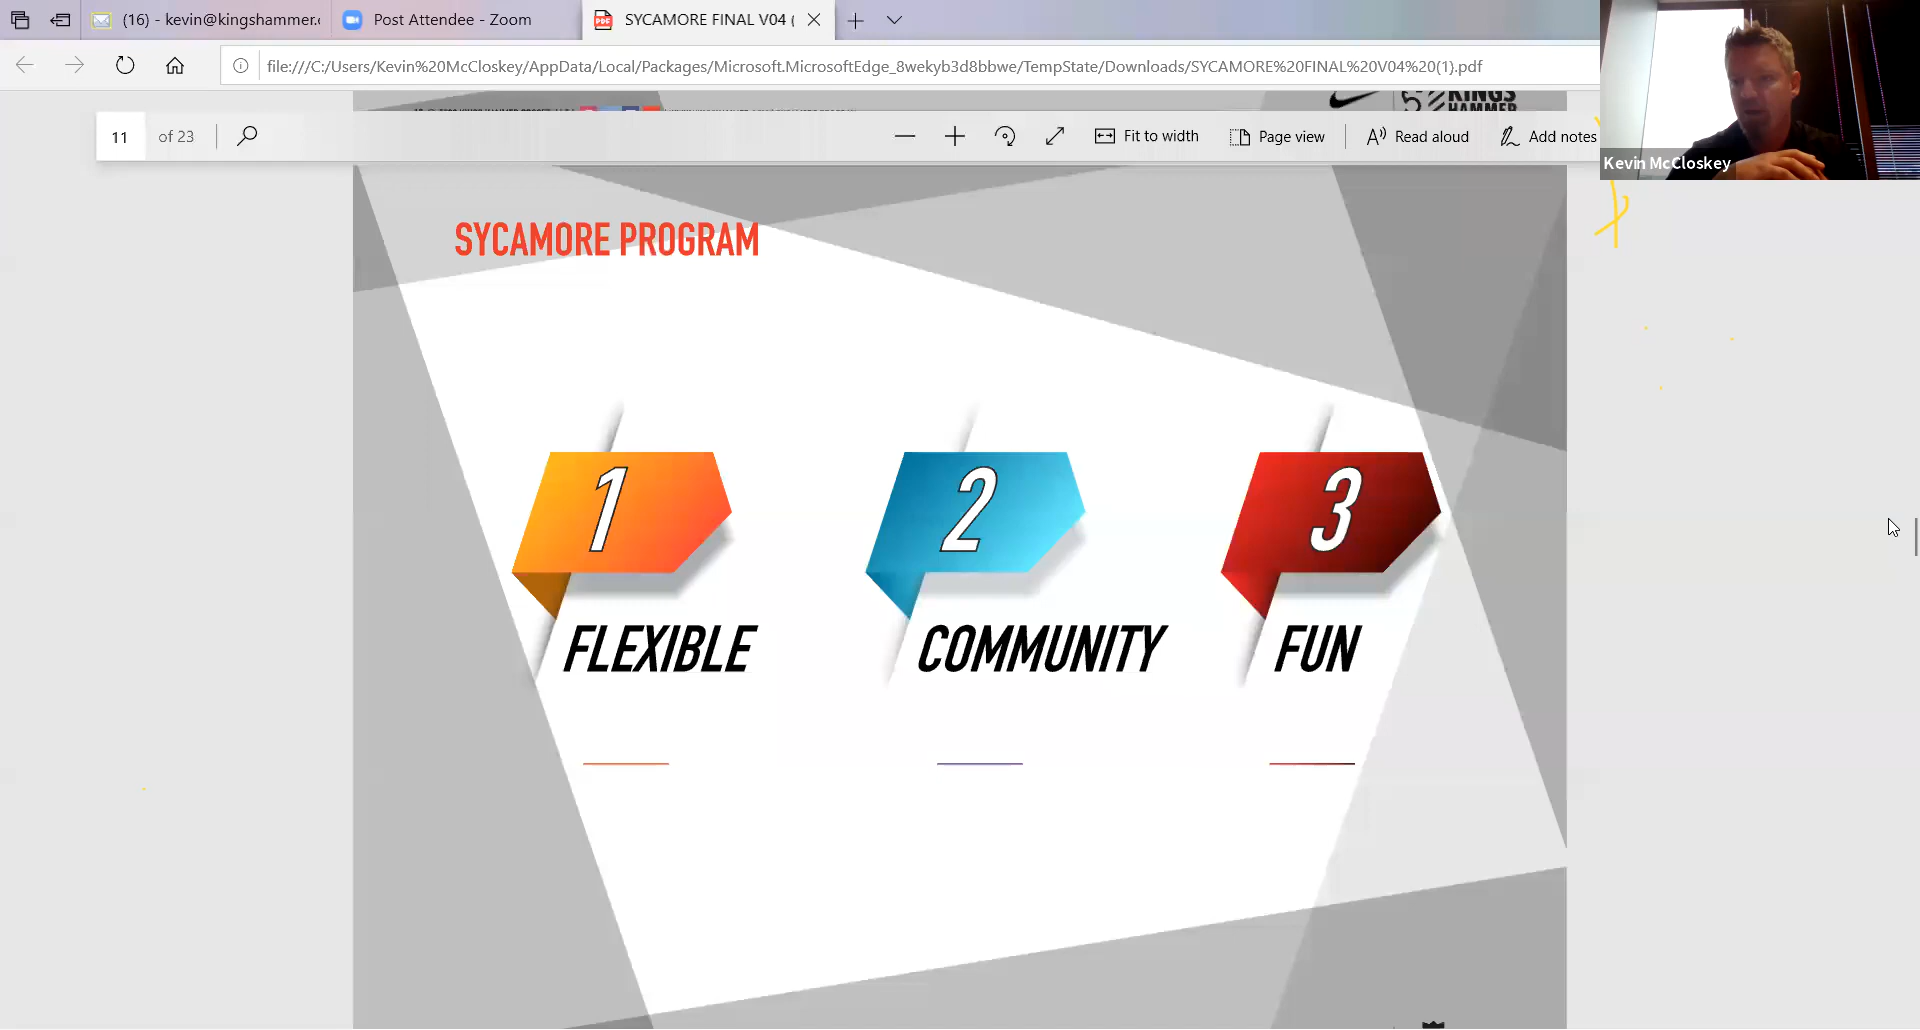 (16) - kevin@kingshammer.c
Post Attendee - Zoom
SYCAMORE FINAL V04 (
file:///C:/Users/Kevin%20McCloskey/AppData/Local/Packages/Microsoft.MicrosoftEdge_8wekyb3d8bbwe/TempState/Downloads/SYCAMORE%20FINAL%20V04%20(1).pdf
KINGS
HAMMER
11 of 23
Fit to width
Page view
Read aloud
Add notes
Kevin McCloskey
SYCAMORE PROGRAM
1 2 3
FLEXIBLE COMMUNITY FUN